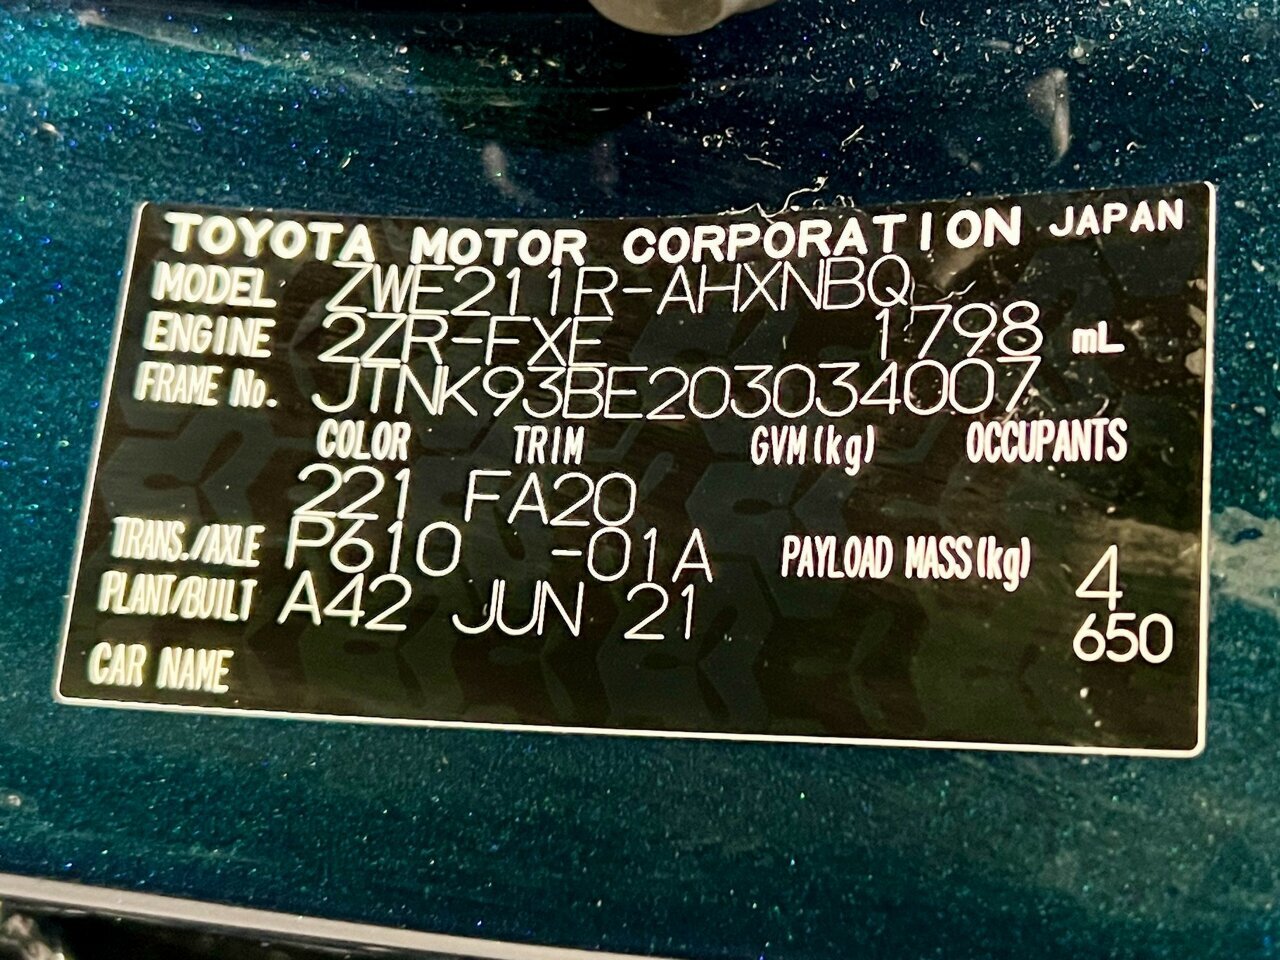 TOYOTA MOTOR CORPORATION JAPAN
MODEL ZWE211R-AHXNBQ
ENGINE 2ZR-FXE 1798 mL
FRAME No. JTNK93BE203034007
COLOR TRIM GVM(kg) OCCUPANTS
221 FA20
TRANS./AXLE P610 -01A PAYLOAD MASS(kg) 4
PLANT/BUILT A42 JUN 21 650
CAR NAME